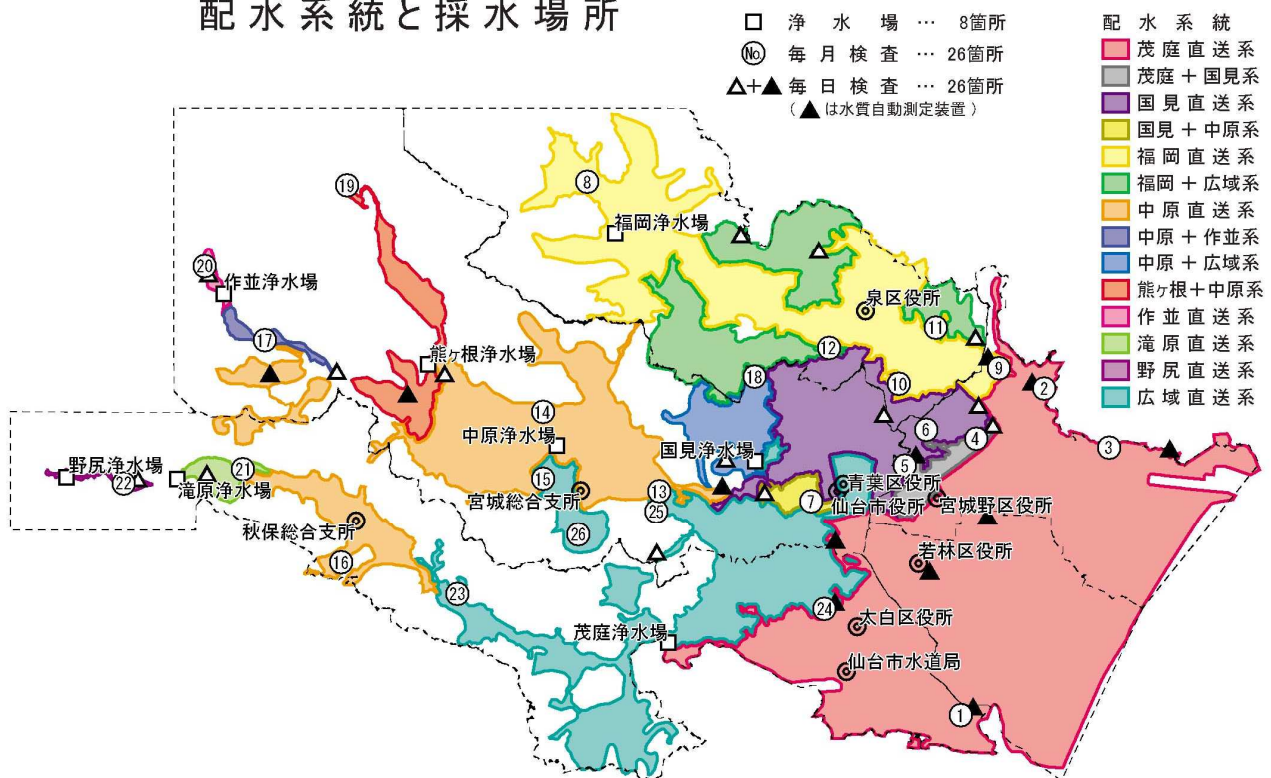 配水系統と採水場所
浄水場 … 8箇所
No. 毎月検査 … 26箇所
△+▲ 毎日検査 … 26箇所
(▲は水質自動測定装置)
配水系統
茂庭直送系
茂庭+国見系
国見直送系
国見+中原系
福岡直送系
福岡+広域系
中原直送系
中原+作並系
中原+広域系
熊ヶ根+中原系
作並直送系
滝原直送系
野尻直送系
広域直送系
19
8
福岡浄水場
20
作並浄水場
泉区役所
11
17
12
熊ヶ根浄水場
9
18
10
2
14
中原浄水場
国見浄水場
6
4
3
野尻浄水場
21
22
滝原浄水場
15
宮城総合支所
13
25
5
青葉区役所
7
仙台市役所
宮城野区役所
秋保総合支所
26
16
若林区役所
23
24
茂庭浄水場
太白区役所
仙台市水道局
1